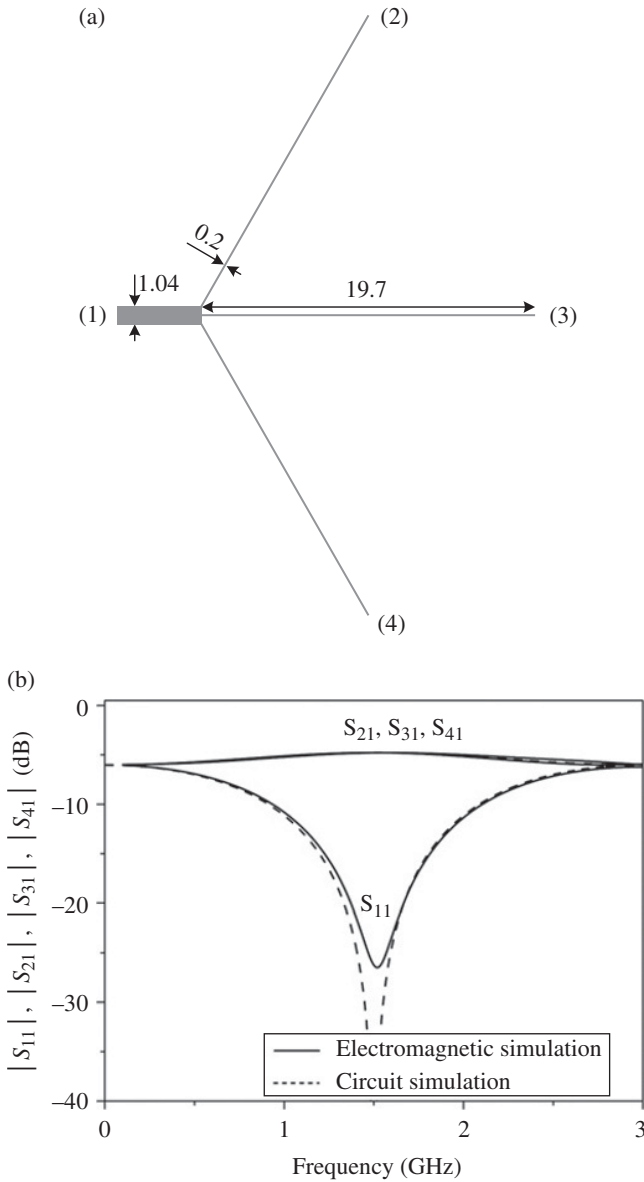 (a)
(2)
0.2
1.04
19.7
(1)
(3)
(4)
(b)
0
−10
−20
−30
−40
|S11|, |S21|, |S31|, |S41| (dB)
S21, S31, S41
S11
Electromagnetic simulation
Circuit simulation
0 1 2 3
Frequency (GHz)